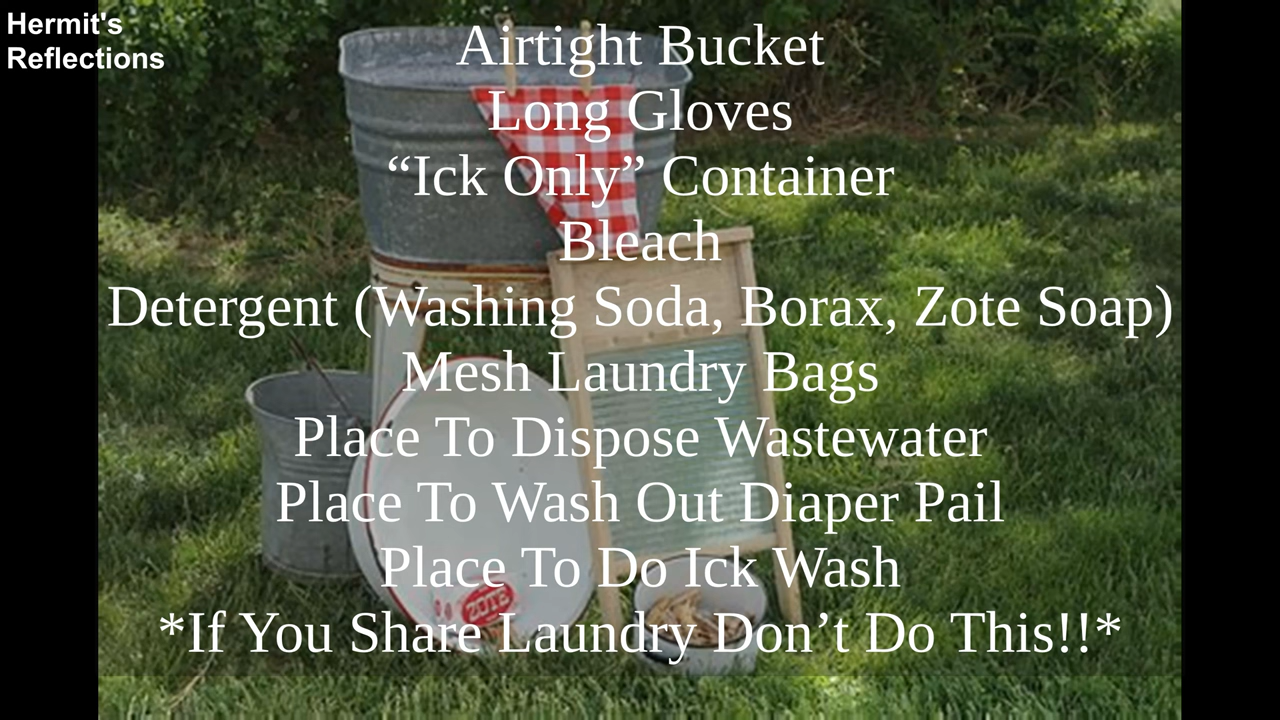 Hermit's
Reflections
Airtight Bucket
Long Gloves
“Ick Only” Container
Bleach
Detergent (Washing Soda, Borax, Zote Soap)
Mesh Laundry Bags
Place To Dispose Wastewater
Place To Wash Out Diaper Pail
Place To Do Ick Wash
ZOTE
*If You Share Laundry Don’t Do This!!*